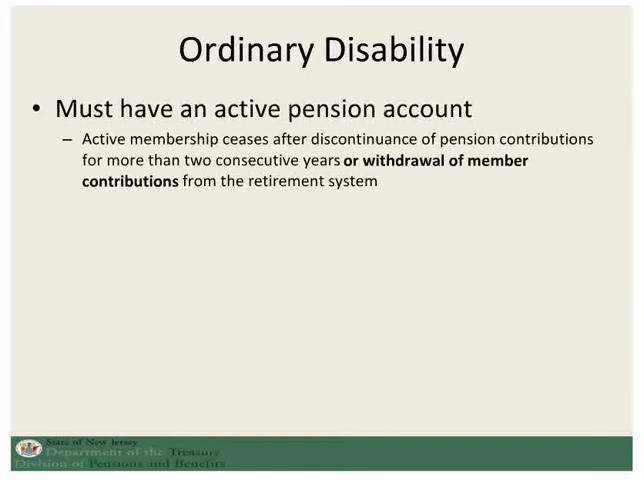 Ordinary Disability
• Must have an active pension account
– Active membership ceases after discontinuance of pension contributions
for more than two consecutive years or withdrawal of member
contributions from the retirement system
State of New Jersey
Department of the Treasury
Division of Pensions and Benefits